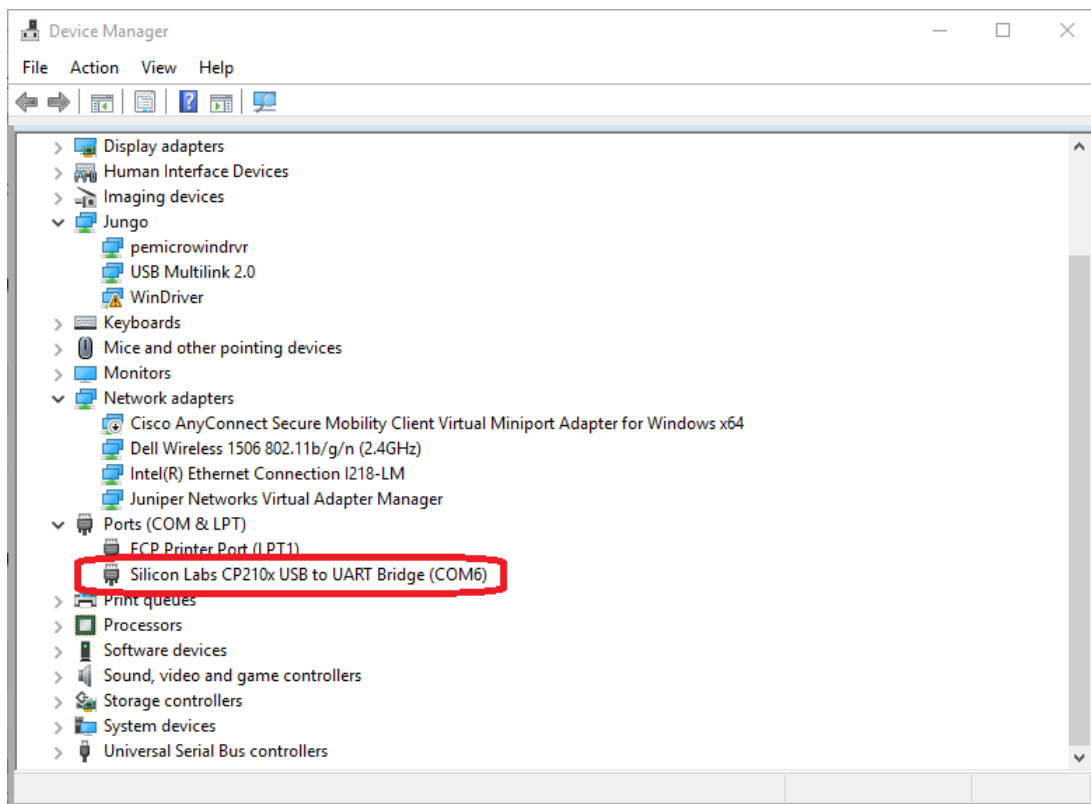 Device Manager
File Action View Help
Display adapters
Human Interface Devices
Imaging devices
Jungo
pemicrowindrvr
USB Multilink 2.0
WinDriver
Keyboards
Mice and other pointing devices
Monitors
Network adapters
Cisco AnyConnect Secure Mobility Client Virtual Miniport Adapter for Windows x64
Dell Wireless 1506 802.11b/g/n (2.4GHz)
Intel(R) Ethernet Connection I218-LM
Juniper Networks Virtual Adapter Manager
Ports (COM & LPT)
ECP Printer Port (LPT1)
Silicon Labs CP210x USB to UART Bridge (COM6)
Print queues
Processors
Software devices
Sound, video and game controllers
Storage controllers
System devices
Universal Serial Bus controllers